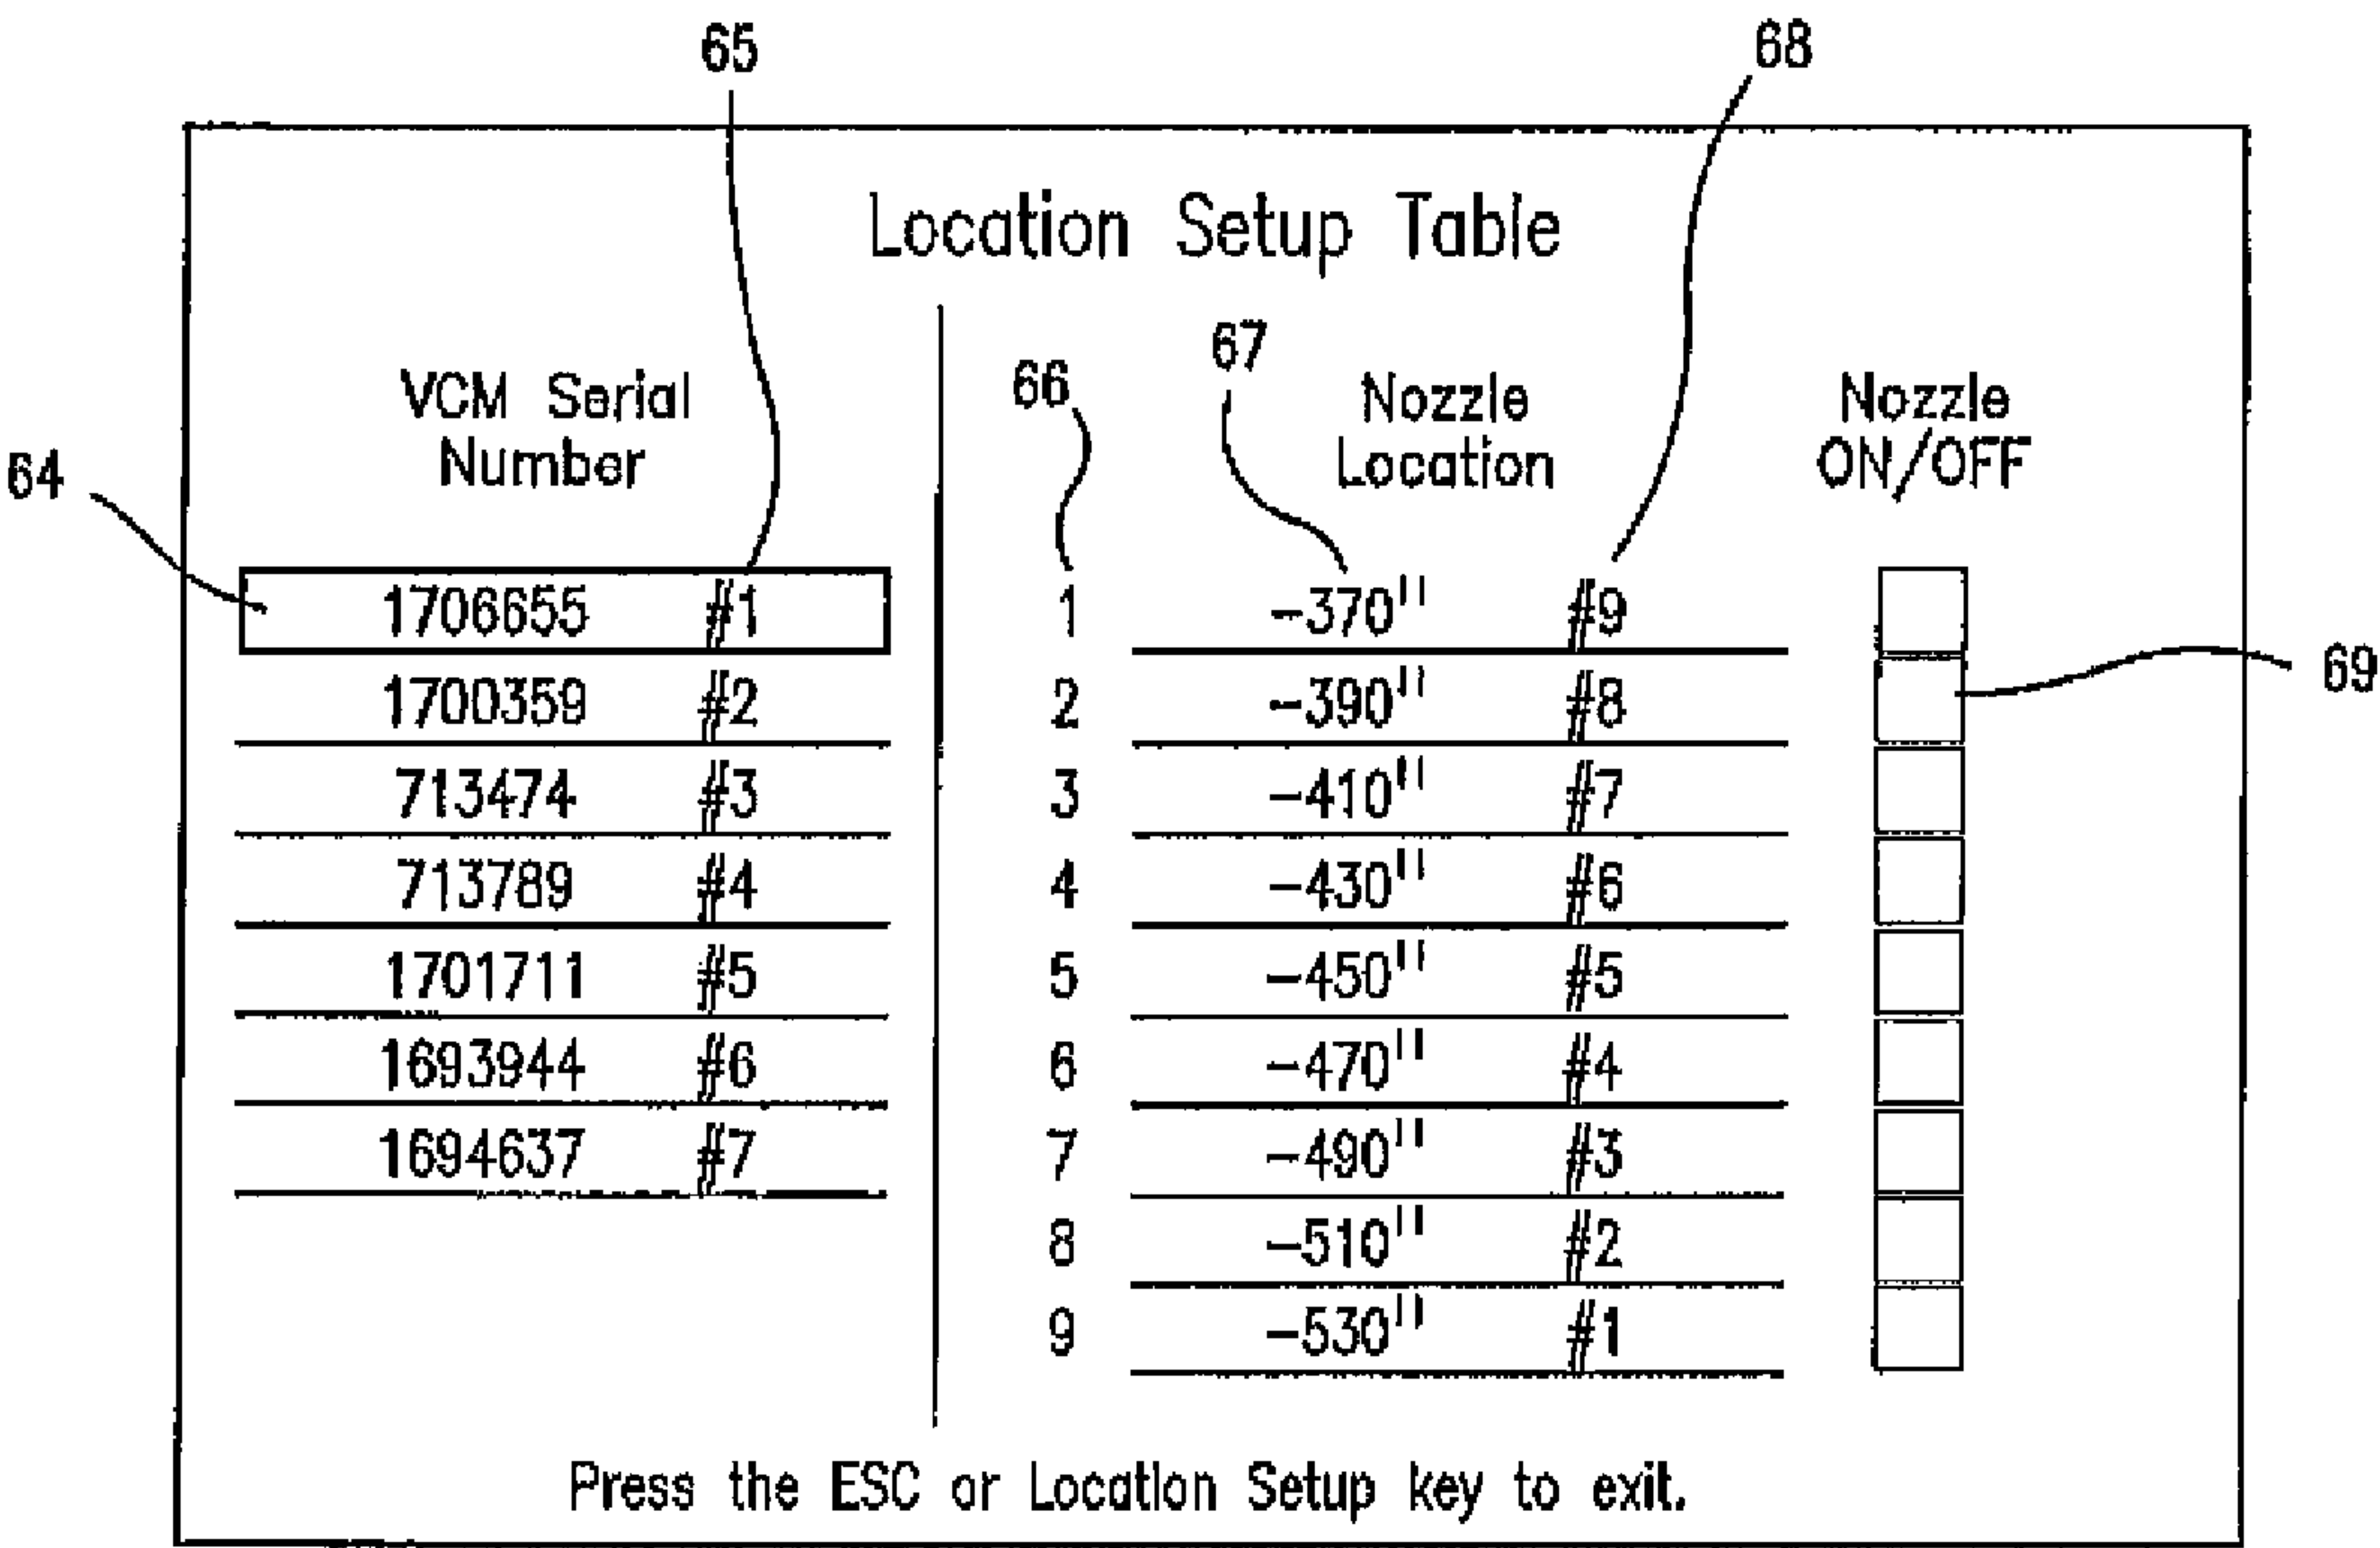 65 68
Location Setup Table
67
66
VCM Serial Nozzle Nozzle
Number Location ON/OFF
64
1706655 #1 1 -370" #9
69
1700359 #2 2 -390" #8
713474 #3 3 -410" #7
713789 #4 4 -430" #6
1701711 #5 5 -450" #5
1693944 #6 6 -470" #4
1694637 #7 7 -490" #3
8 -510" #2
9 -530" #1
Press the ESC or Location Setup key to exit.